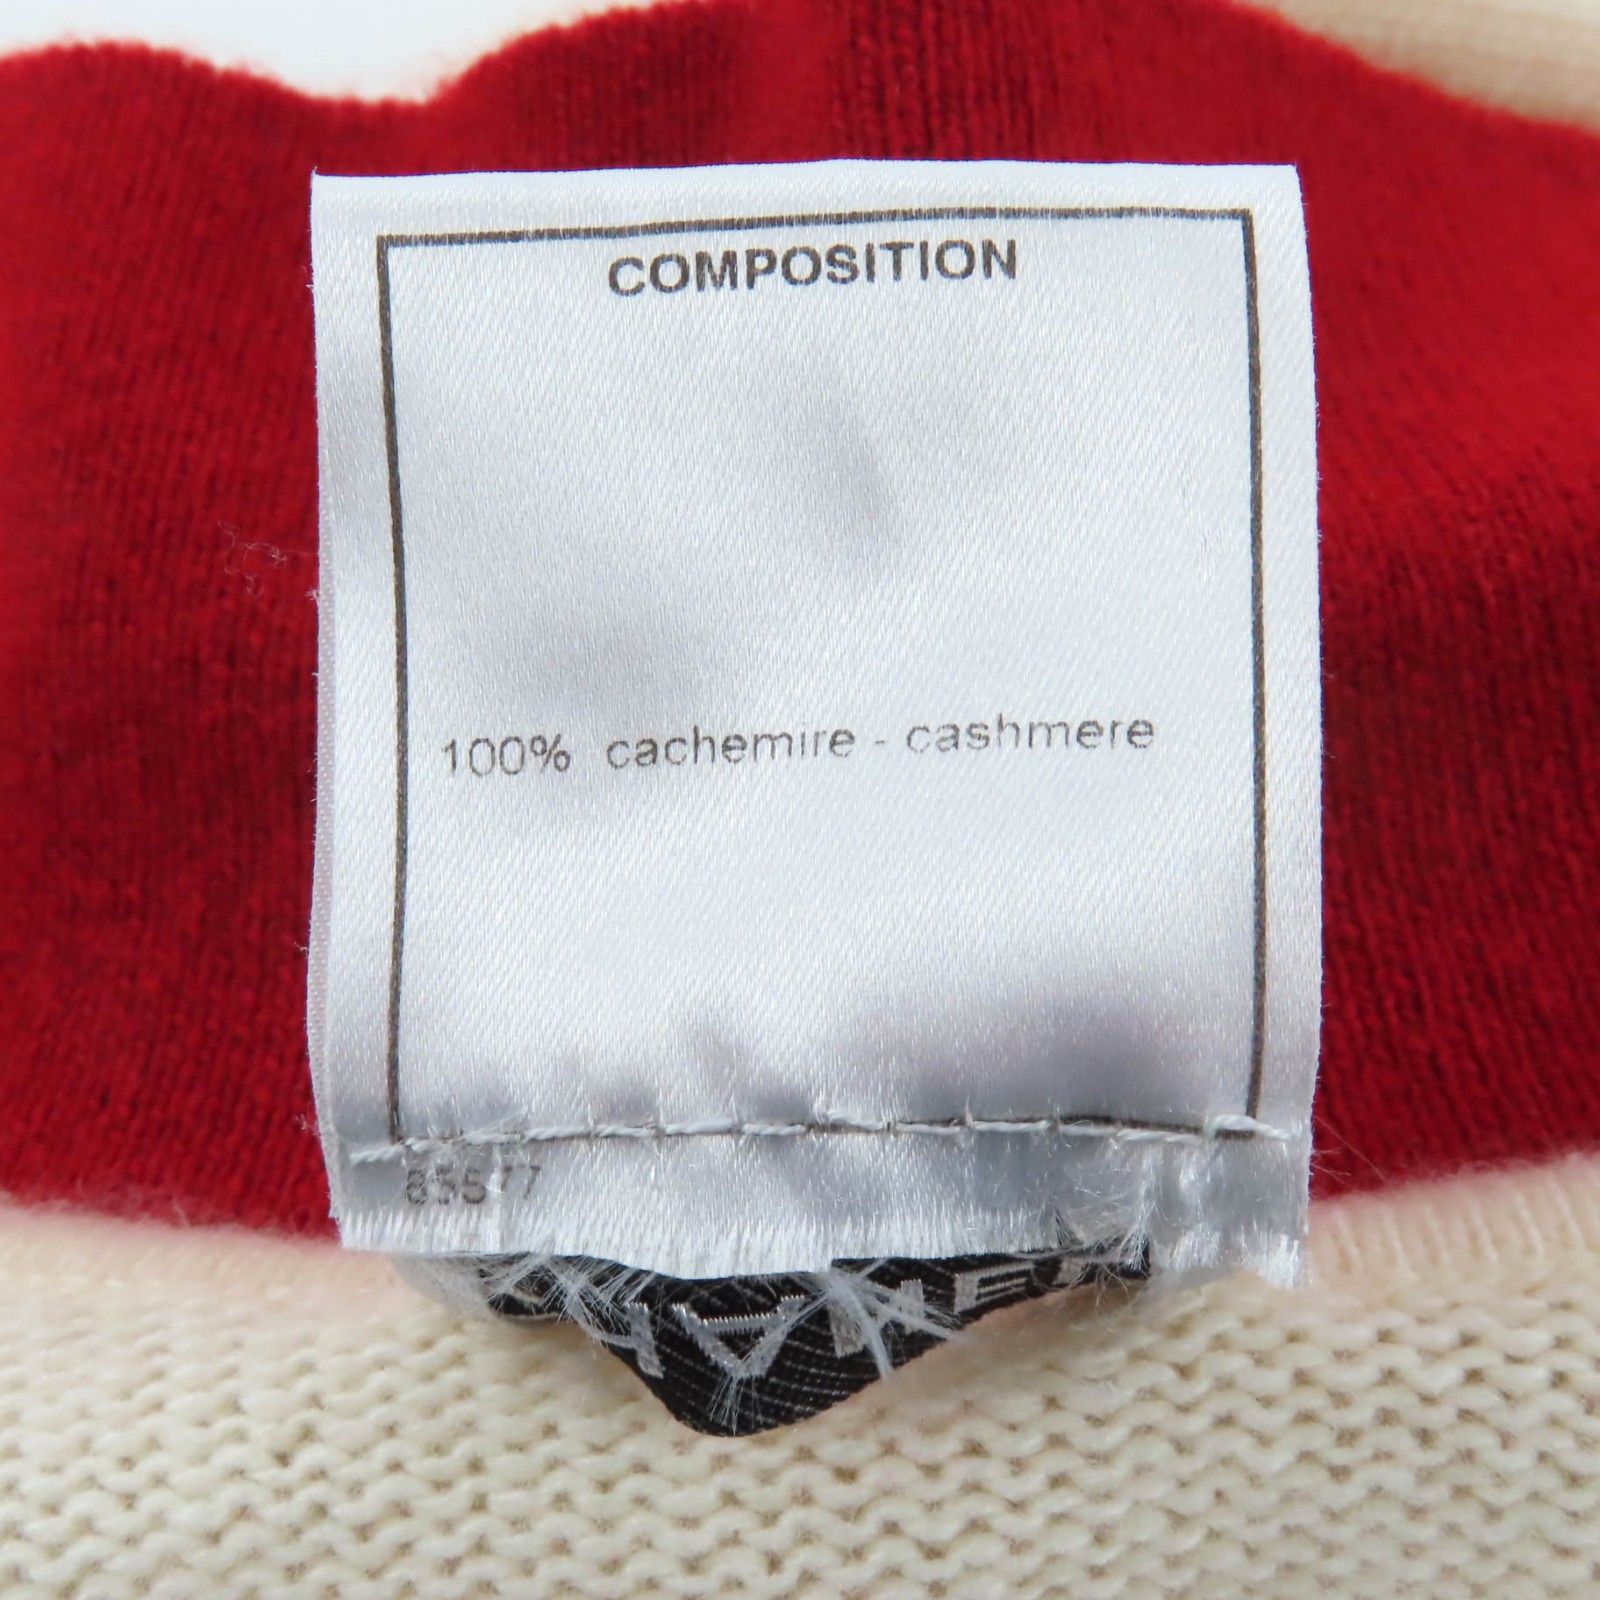 COMPOSITION
100% cachemire - cashmere
85577